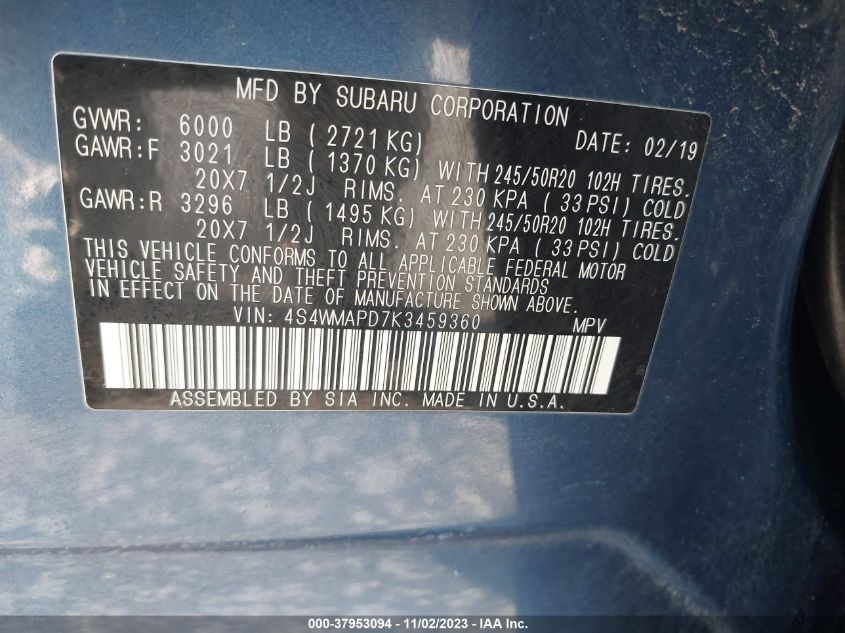 MFD BY SUBARU CORPORATION
GVWR: 6000 LB ( 2721 KG) DATE: 02/19
GAWR:F 3021 LB ( 1370 KG) WITH 245/50R20 102H TIRES.
20X7 1/2J RIMS. AT 230 KPA ( 33 PSI) COLD
GAWR:R 3296 LB ( 1495 KG) WITH 245/50R20 102H TIRES.
20X7 1/2J RIMS. AT 230 KPA ( 33 PSI) COLD
THIS VEHICLE CONFORMS TO ALL APPLICABLE FEDERAL MOTOR
VEHICLE SAFETY AND THEFT PREVENTION STANDARDS
IN EFFECT ON THE DATE OF MANUFACTURE SHOWN ABOVE.
VIN: 4S4WMAPD7K3459360 MPV
ASSEMBLED BY SIA INC. MADE IN U.S.A.
000-37953094 - 11/02/2023 - IAA Inc.